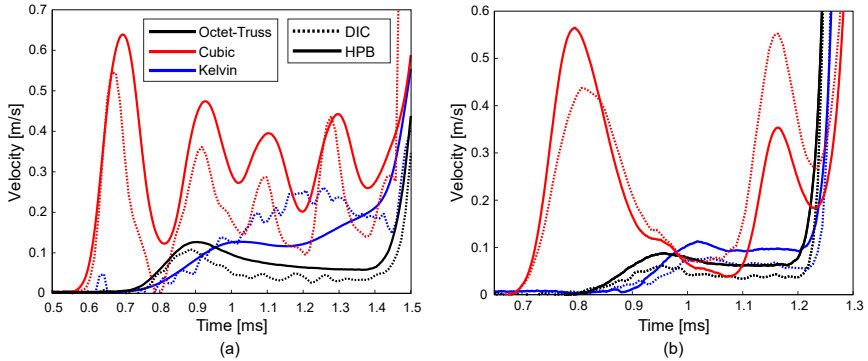 0.7
0.6
0.5
0.4
0.3
0.2
0.1
0
Velocity [m/s]
0.5 0.6 0.7 0.8 0.9 1 1.1 1.2 1.3 1.4 1.5
Time [ms]
(a)
Octet-Truss
Cubic
Kelvin
DIC
HPB
0.6
0.5
0.4
0.3
0.2
0.1
0
Velocity [m/s]
0.7 0.8 0.9 1 1.1 1.2 1.3
Time [ms]
(b)